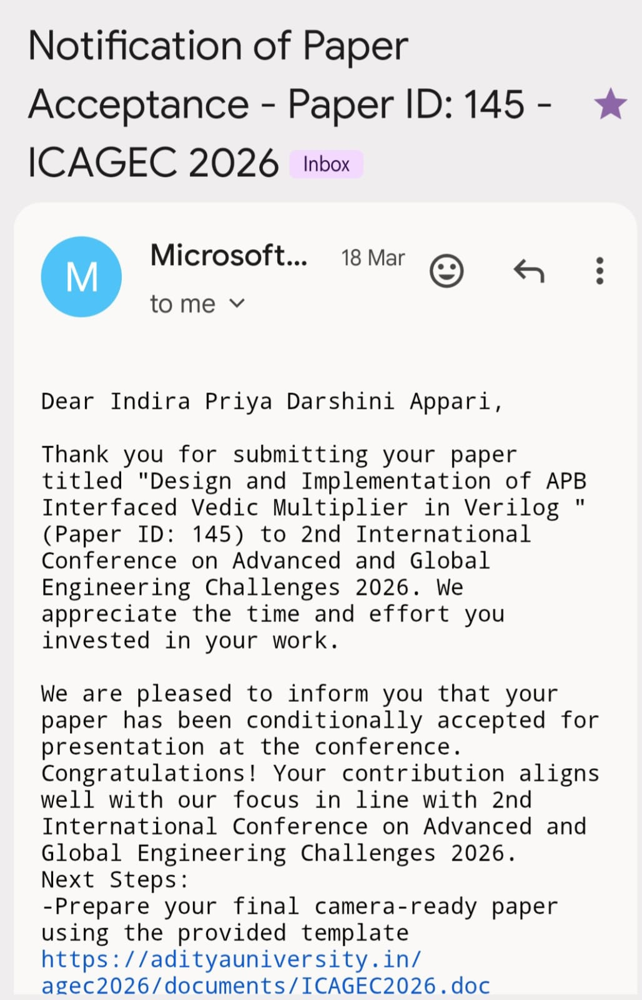 Notification of Paper
Acceptance - Paper ID: 145 -
ICAGEC 2026 Inbox
M
Microsoft... 18 Mar
to me
Dear Indira Priya Darshini Appari,
Thank you for submitting your paper
titled "Design and Implementation of APB
Interfaced Vedic Multiplier in Verilog "
(Paper ID: 145) to 2nd International
Conference on Advanced and Global
Engineering Challenges 2026. We
appreciate the time and effort you
invested in your work.
We are pleased to inform you that your
paper has been conditionally accepted for
presentation at the conference.
Congratulations! Your contribution aligns
well with our focus in line with 2nd
International Conference on Advanced and
Global Engineering Challenges 2026.
Next Steps:
-Prepare your final camera-ready paper
using the provided template
https://adityauniversity.in/
agec2026/documents/ICAGEC2026.doc